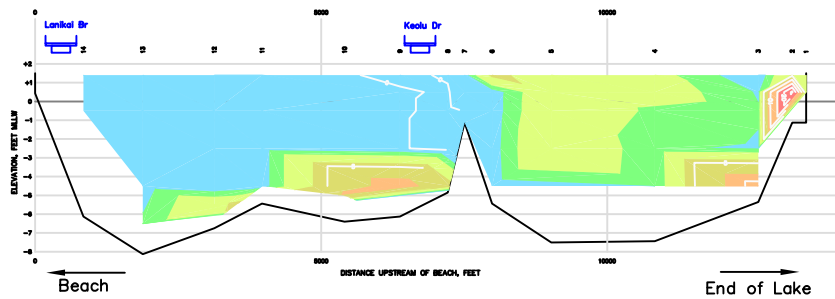 0 5000 10000
Lanikai Br Keolu Dr
14 13 12 11 10 9 8 7 6 5 4 3 2 1
+2
+1
0
-1
-2
-3
-4
-5
-6
-7
-8
ELEVATION, FEET MLLW
0 5000 10000
DISTANCE UPSTREAM OF BEACH, FEET
Beach End of Lake